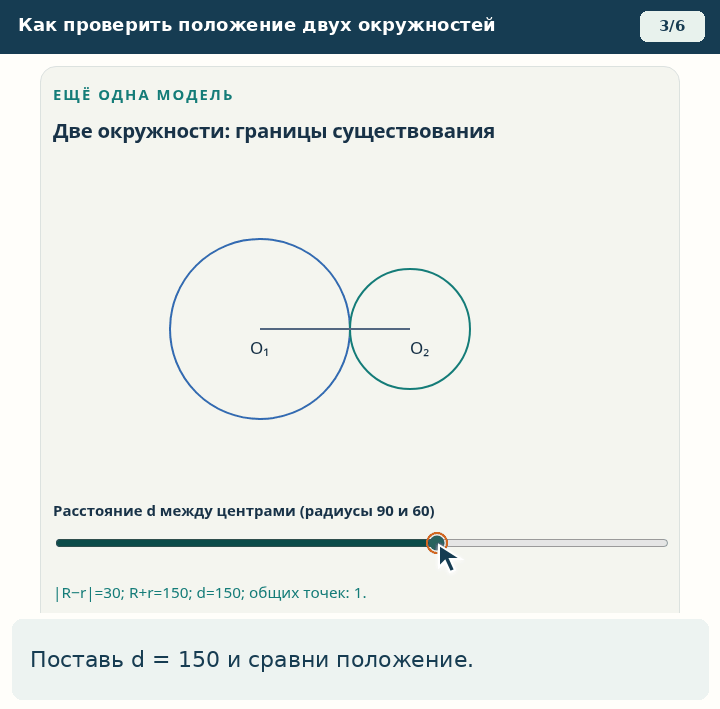 Как проверить положение двух окружностей
3/6
ЕЩЁ ОДНА МОДЕЛЬ
Две окружности: границы существования
O₁
O₂
Расстояние d между центрами (радиусы 90 и 60)
|R−r|=30; R+r=150; d=150; общих точек: 1.
Поставь d = 150 и сравни положение.